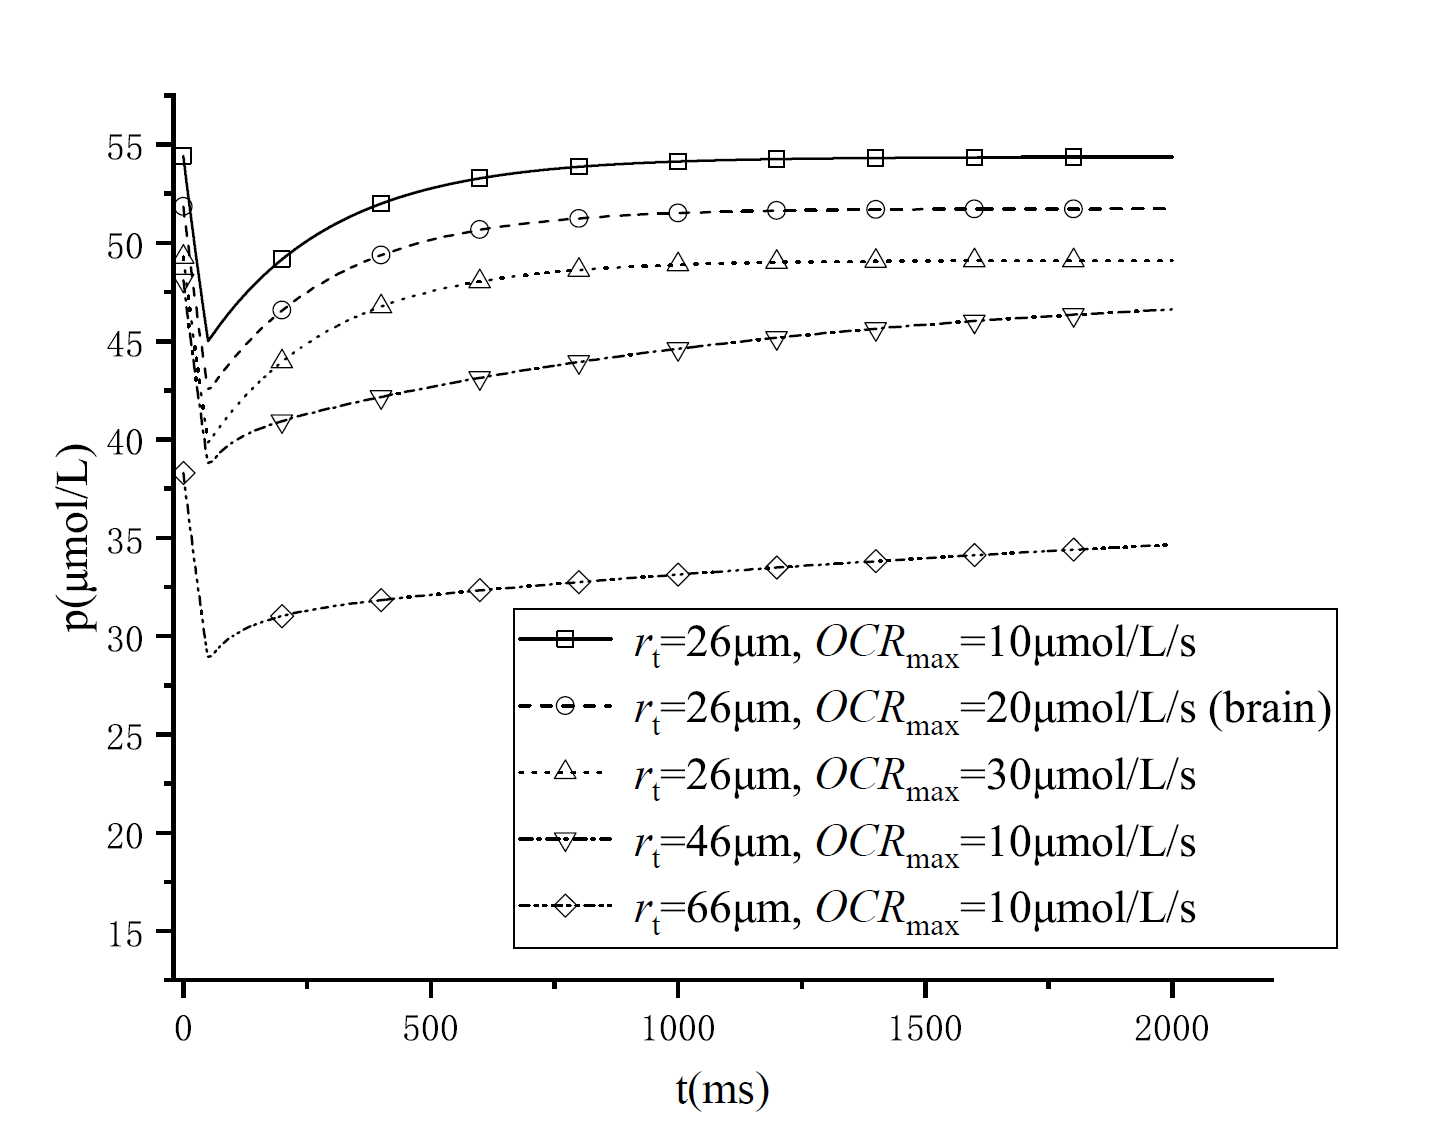 p(μmol/L)
55
50
45
40
35
30
25
20
15
rt=26μm, OCRmax=10μmol/L/s
rt=26μm, OCRmax=20μmol/L/s (brain)
rt=26μm, OCRmax=30μmol/L/s
rt=46μm, OCRmax=10μmol/L/s
rt=66μm, OCRmax=10μmol/L/s
0 500 1000 1500 2000
t(ms)